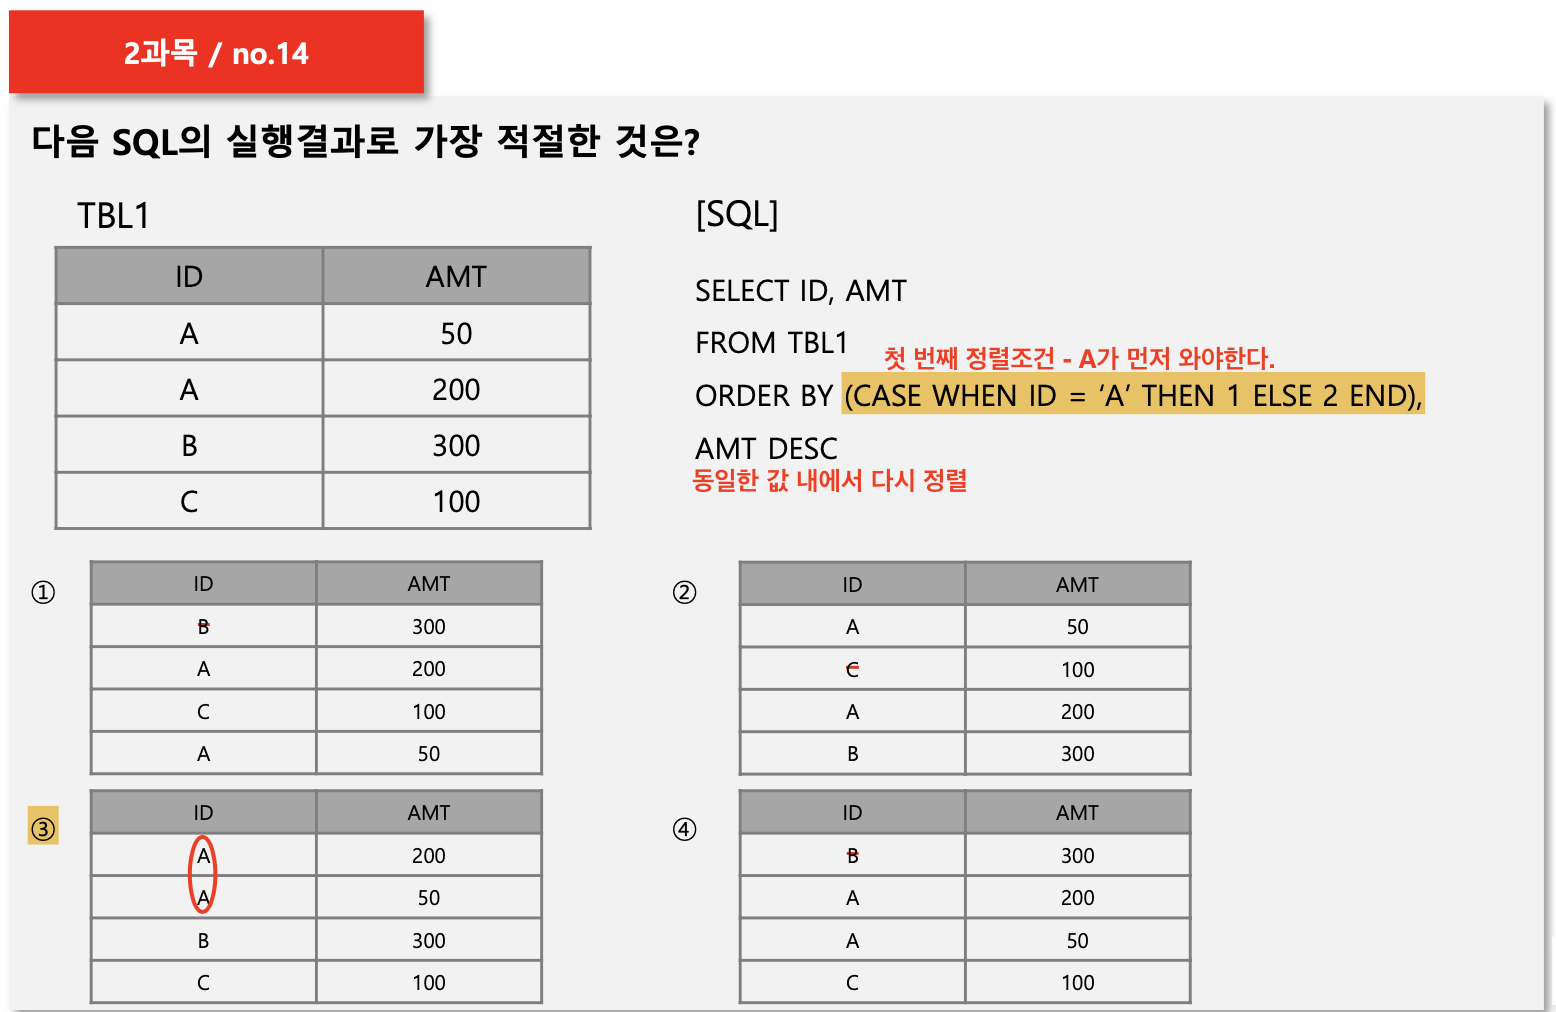 2과목 / no.14
다음 SQL의 실행결과로 가장 적절한 것은?
TBL1
ID AMT
A 50
A 200
B 300
C 100
[SQL]
SELECT ID, AMT
FROM TBL1
첫 번째 정렬조건 - A가 먼저 와야한다.
ORDER BY (CASE WHEN ID = ‘A’ THEN 1 ELSE 2 END),
AMT DESC
동일한 값 내에서 다시 정렬
①
ID AMT
B 300
A 200
C 100
A 50
②
ID AMT
A 50
C 100
A 200
B 300
③
ID AMT
A 200
A 50
B 300
C 100
④
ID AMT
B 300
A 200
A 50
C 100